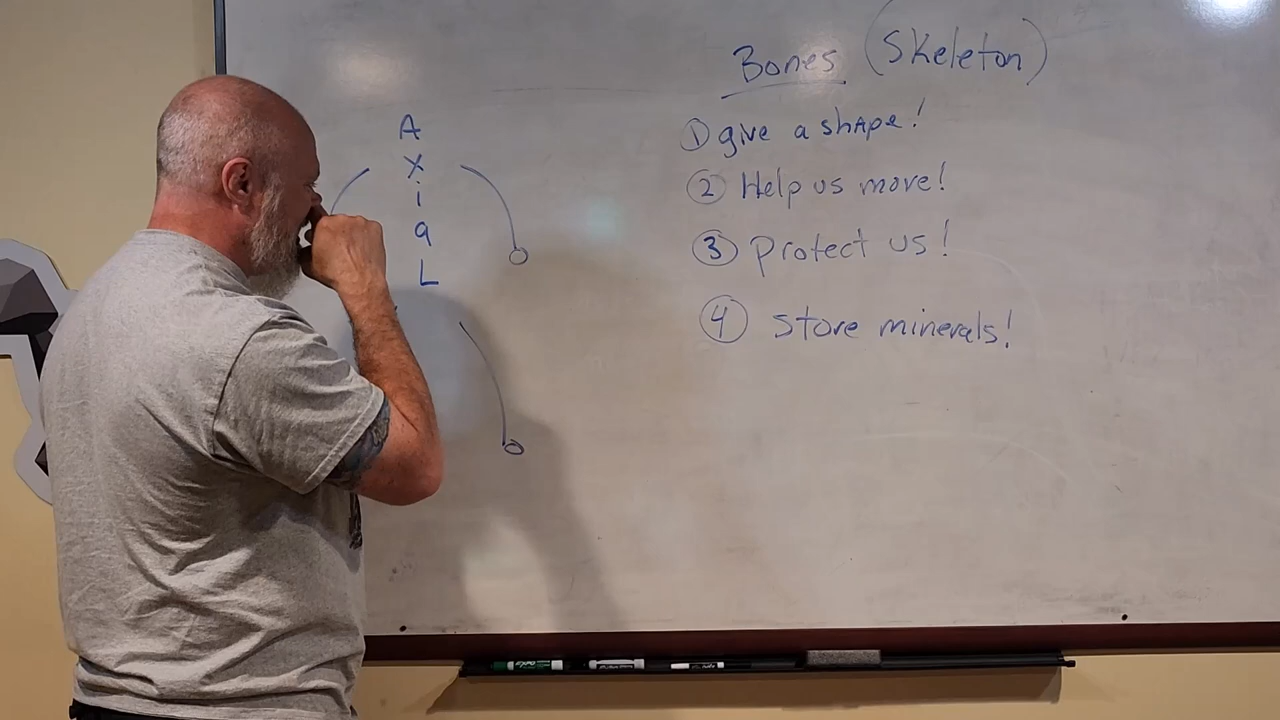 Bones (Skeleton)
① give a shape!
② Help us move!
③ protect us!
④ store minerals!
A
X
i
a
L